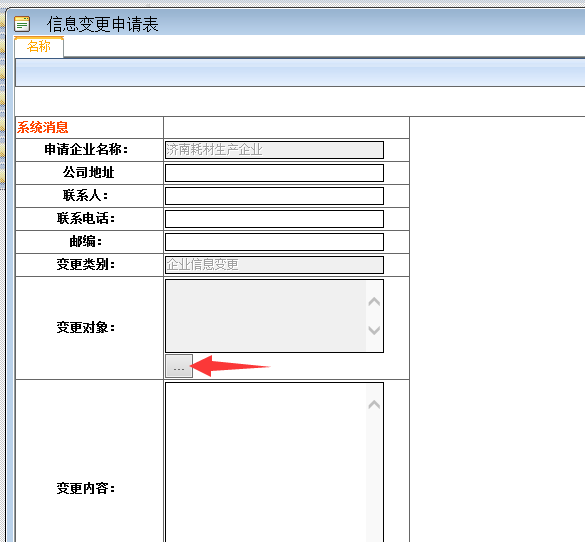 信息变更申请表
名称
系统消息
申请企业名称： 济南耗材生产企业
公司地址
联系人：
联系电话：
邮编：
变更类别： 企业信息变更
变更对象：
...
变更内容：